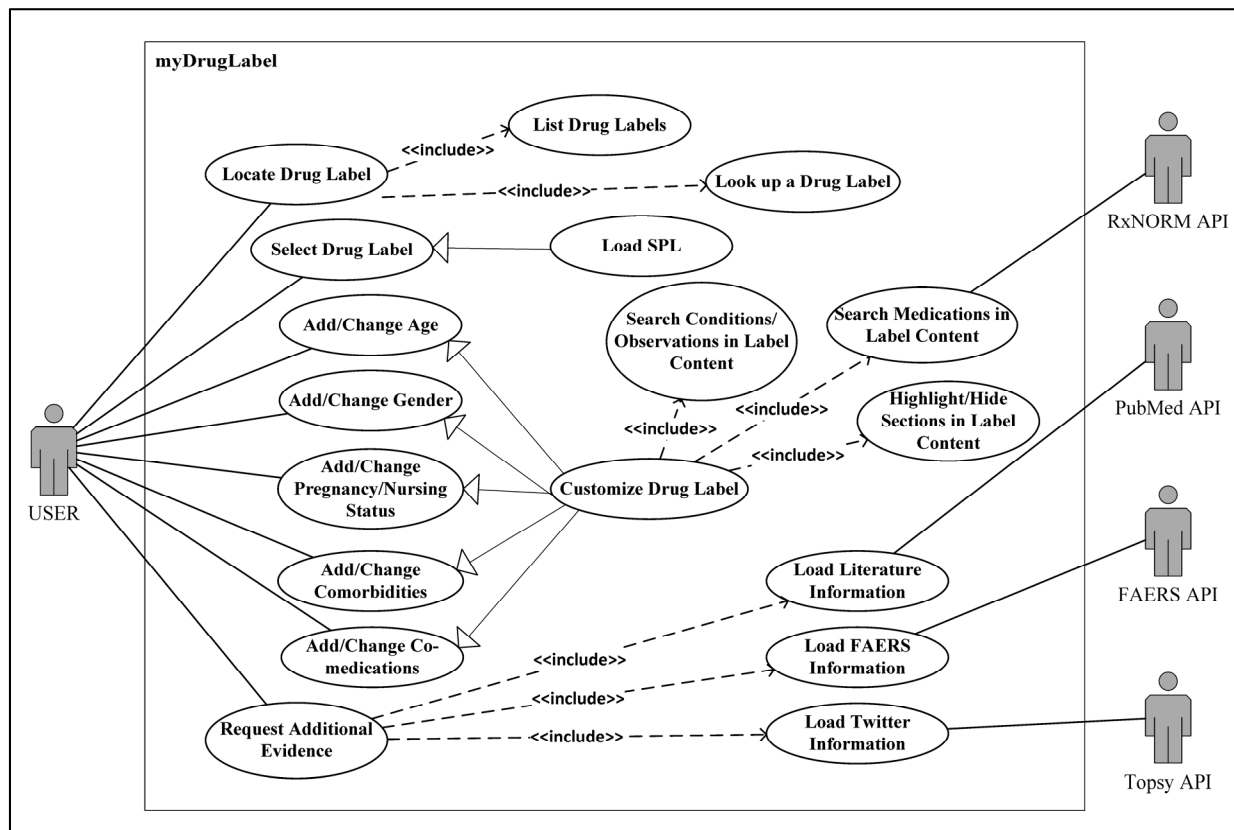 myDrugLabel
List Drug Labels
<<include>>
Locate Drug Label
<<include>>
Look up a Drug Label
RxNORM API
Select Drug Label
Load SPL
Add/Change Age
Search Conditions/
Observations in Label
Content
Search Medications in
Label Content
Add/Change Gender
<<include>>
Highlight/Hide
Sections in Label
Content
PubMed API
<<include>>
<<include>>
Add/Change
Pregnancy/Nursing
Status
Customize Drug Label
USER
Add/Change
Comorbidities
Load Literature
Information
FAERS API
Add/Change Co-
medications
<<include>>
Load FAERS
Information
<<include>>
Request Additional
Evidence
<<include>>
Load Twitter
Information
Topsy API